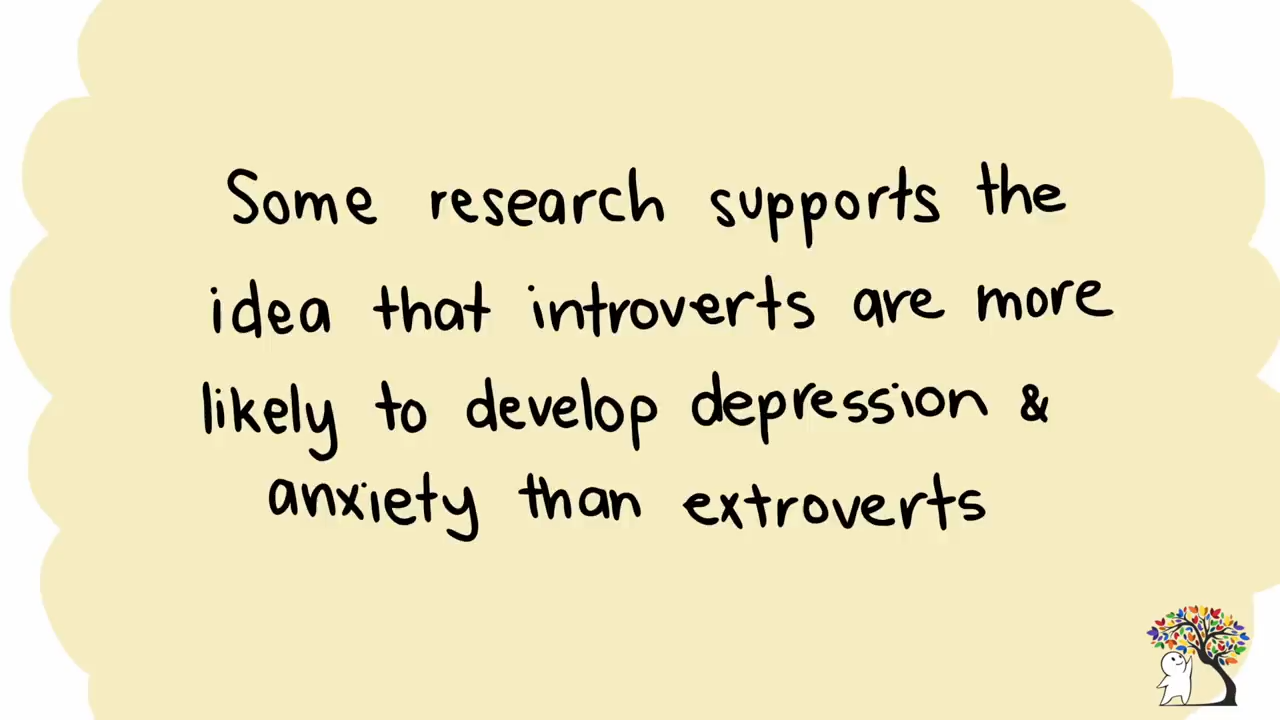 Some research supports the
idea that introverts are more
likely to develop depression &
anxiety than extroverts